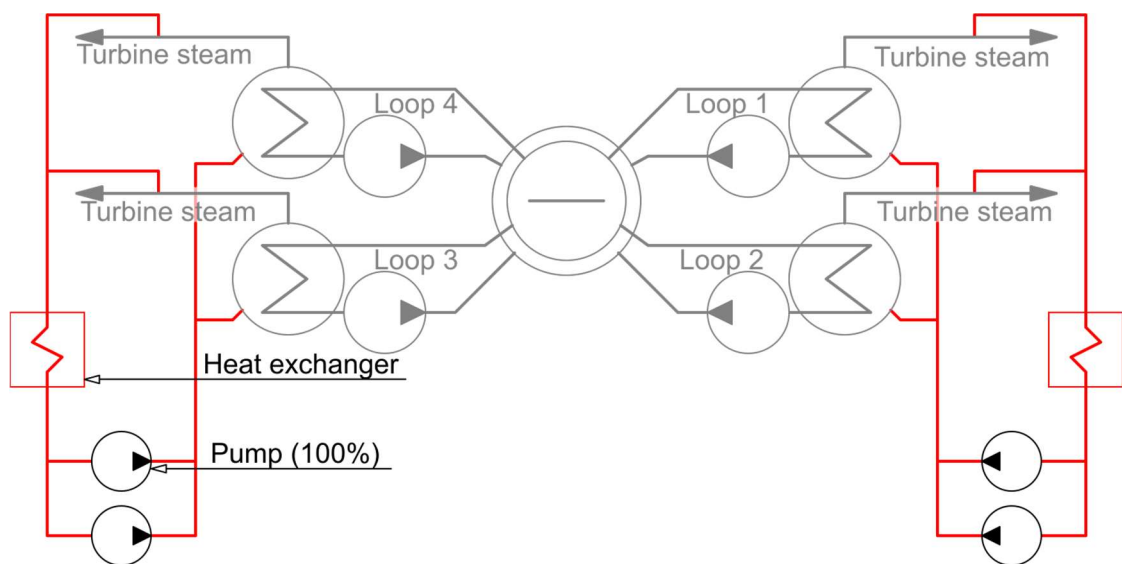 Turbine steam
Turbine steam
Loop 4
Loop 1
Turbine steam
Turbine steam
Loop 3
Loop 2
Heat exchanger
Pump (100%)